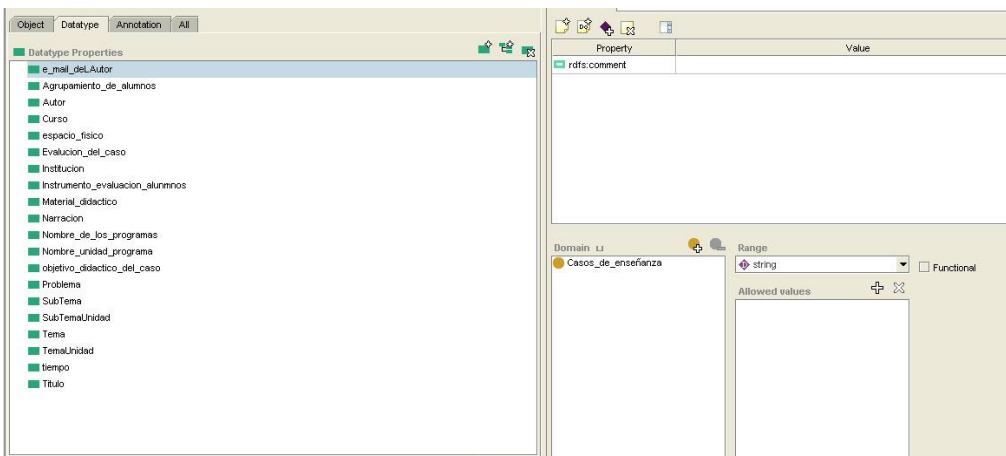 Object Datatype Annotation All
Datatype Properties
e_mail_deLAutor
Agrupamiento_de_alumnos
Autor
Curso
espacio_fisico
Evalucion_del_caso
Institucion
Instrumento_evaluacion_alunmnos
Material_didactico
Narracion
Nombre_de_los_programas
Nombre_unidad_programa
objetivo_didactico_del_caso
Problema
SubTema
SubTemaUnidad
Tema
TemaUnidad
tiempo
Titulo
Property Value
rdfs:comment
Domain ⊔ Range
Casos_de_enseñanza string Functional
Allowed values